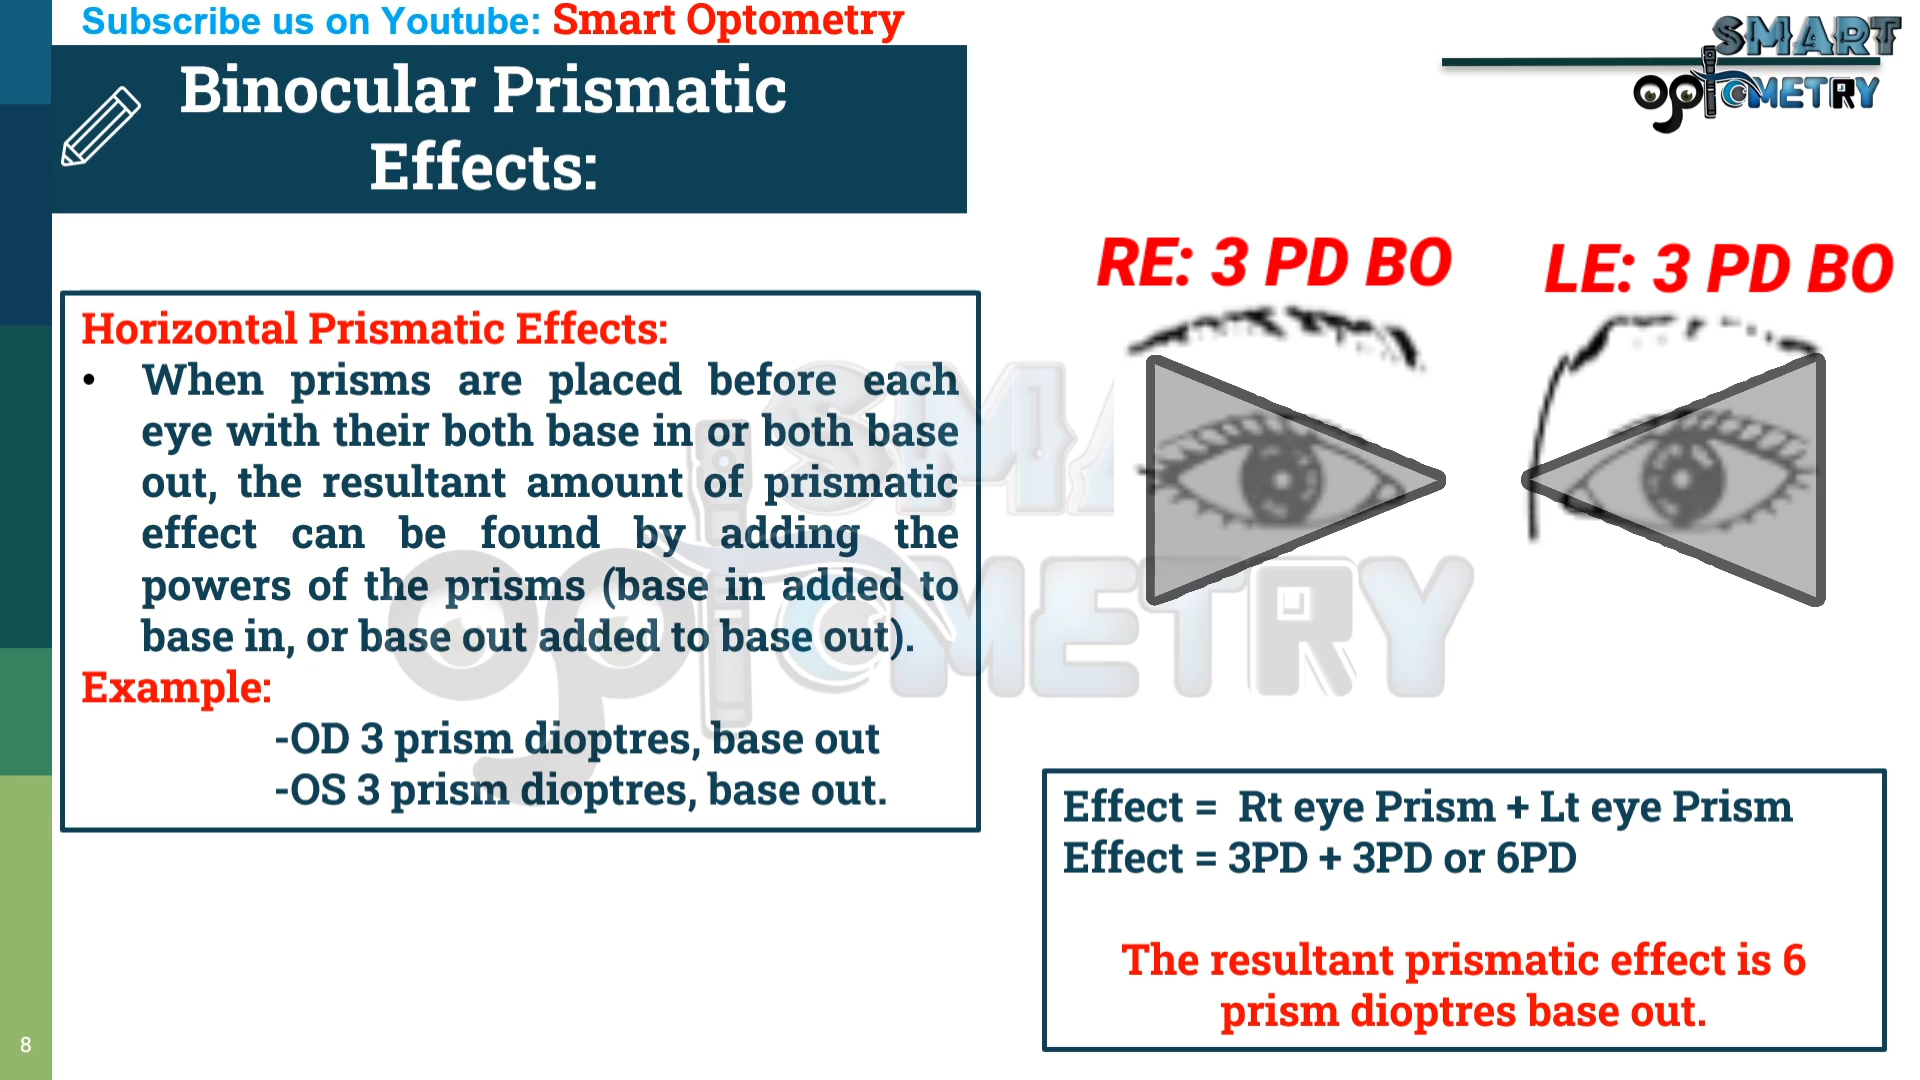 Subscribe us on Youtube: Smart Optometry
Binocular Prismatic
Effects:
SMART
OPTOMETRY
RE: 3 PD BO
LE: 3 PD BO
Horizontal Prismatic Effects:
• When prisms are placed before each
eye with their both base in or both base
out, the resultant amount of prismatic
effect can be found by adding the
powers of the prisms (base in added to
base in, or base out added to base out).
Example:
-OD 3 prism dioptres, base out
-OS 3 prism dioptres, base out.
SMART
OPTOMETRY
Effect = Rt eye Prism + Lt eye Prism
Effect = 3PD + 3PD or 6PD
The resultant prismatic effect is 6
prism dioptres base out.
8